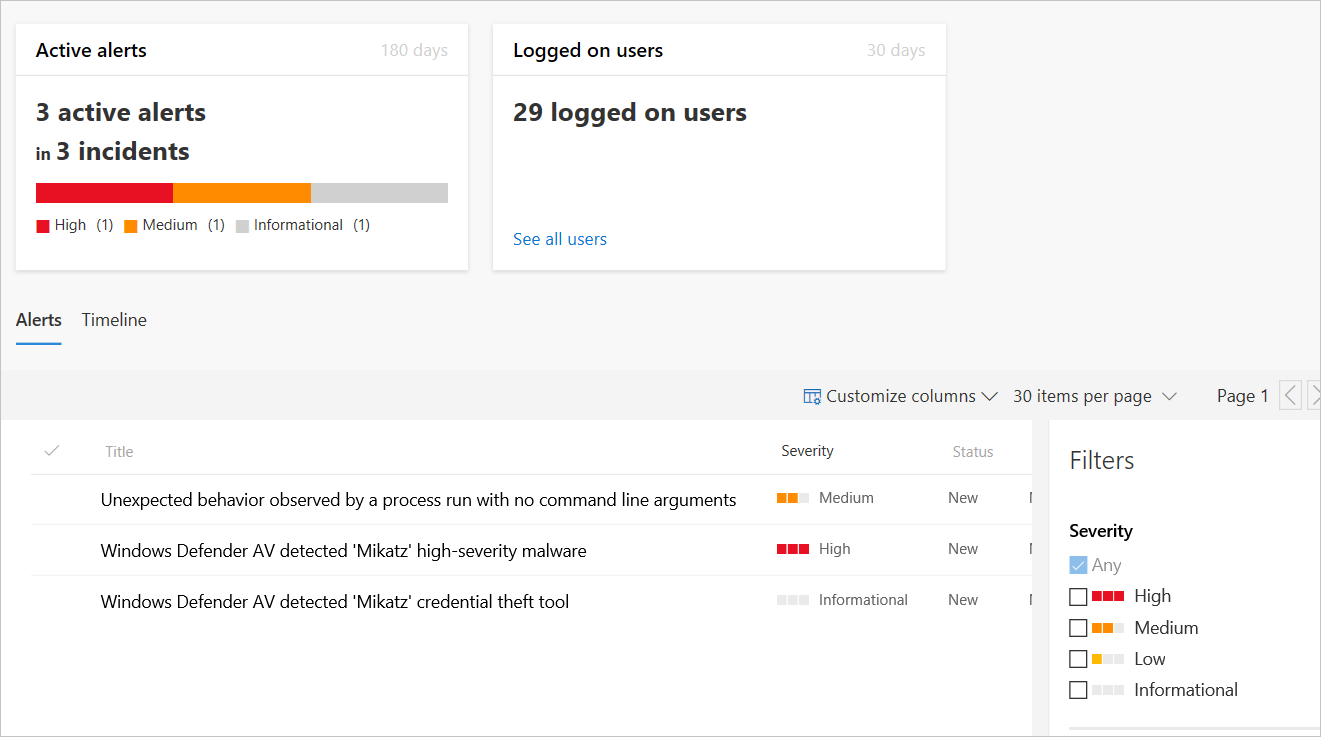 Active alerts 180 days
3 active alerts
in 3 incidents
High (1) Medium (1) Informational (1)
Logged on users 30 days
29 logged on users
See all users
Alerts Timeline
Customize columns 30 items per page Page 1
Title Severity Status
Unexpected behavior observed by a process run with no command line arguments Medium New
Windows Defender AV detected 'Mikatz' high-severity malware High New
Windows Defender AV detected 'Mikatz' credential theft tool Informational New
Filters
Severity
Any
High
Medium
Low
Informational